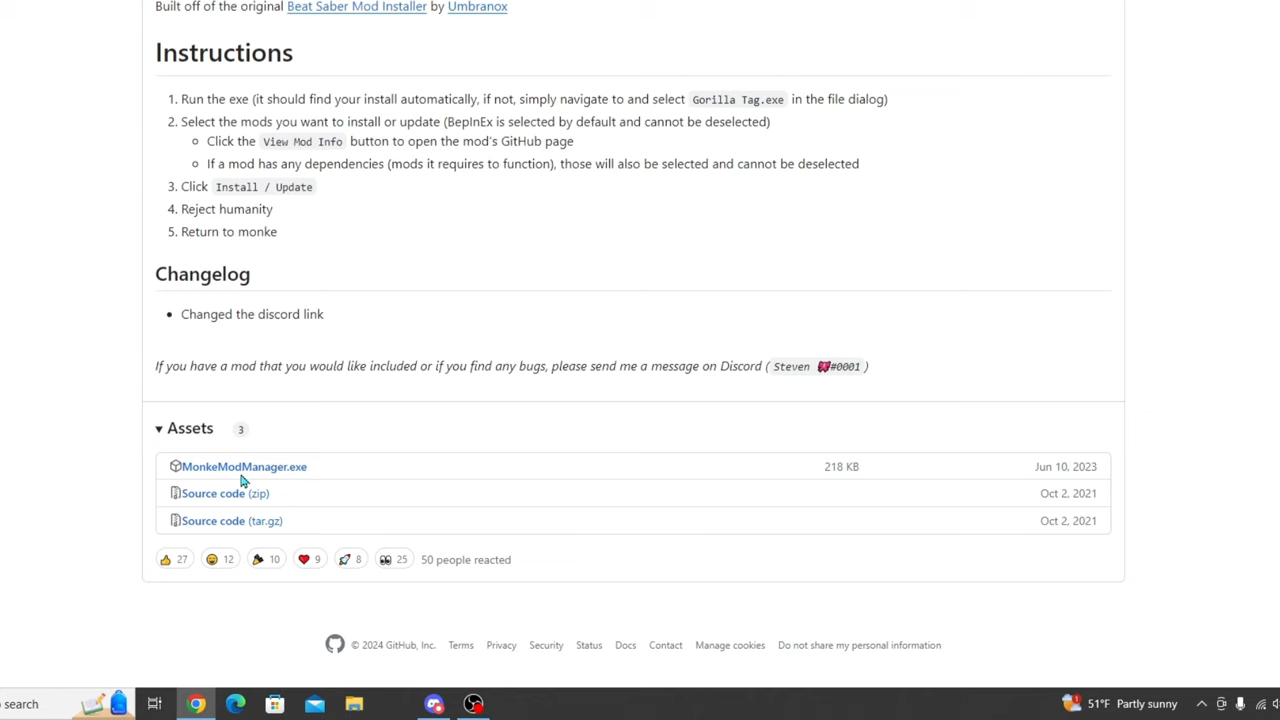 Built off of the original Beat Saber Mod Installer by Umbranox
Instructions
1. Run the exe (it should find your install automatically, if not, simply navigate to and select Gorilla Tag.exe in the file dialog)
2. Select the mods you want to install or update (BepInEx is selected by default and cannot be deselected)
Click the View Mod Info button to open the mod's GitHub page
If a mod has any dependencies (mods it requires to function), those will also be selected and cannot be deselected
3. Click Install / Update
4. Reject humanity
5. Return to monke
Changelog
Changed the discord link
If you have a mod that you would like included or if you find any bugs, please send me a message on Discord ( Steven #0001 )
Assets 3
MonkeModManager.exe 218 KB Jun 10, 2023
Source code (zip) Oct 2, 2021
Source code (tar.gz) Oct 2, 2021
27 12 10 9 8 25 50 people reacted
© 2024 GitHub, Inc. Terms Privacy Security Status Docs Contact Manage cookies Do not share my personal information
search 51°F Partly sunny